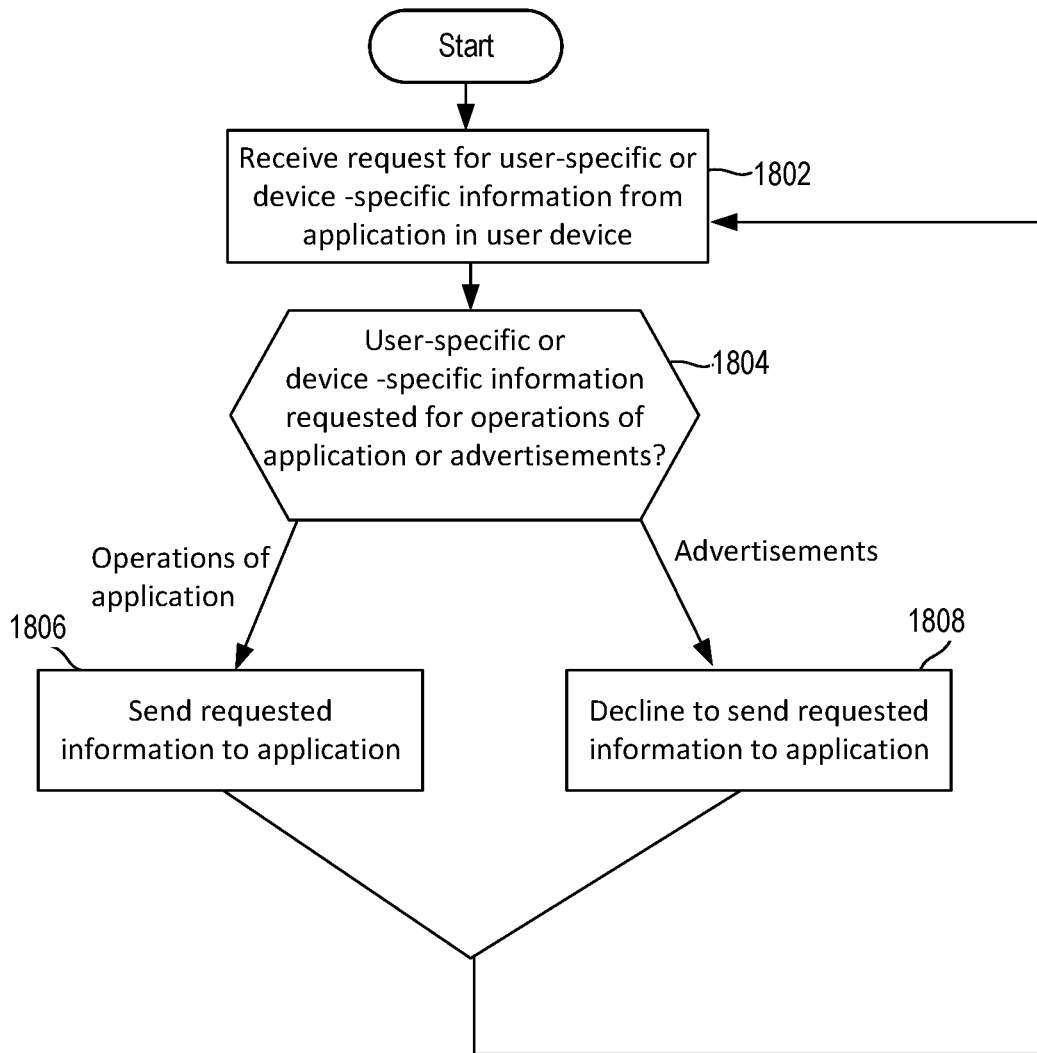 Start
Receive request for user-specific or
device -specific information from
application in user device
1802
User-specific or
device -specific information
requested for operations of
application or advertisements?
1804
Operations of
application
Advertisements
1806
1808
Send requested
information to application
Decline to send requested
information to application